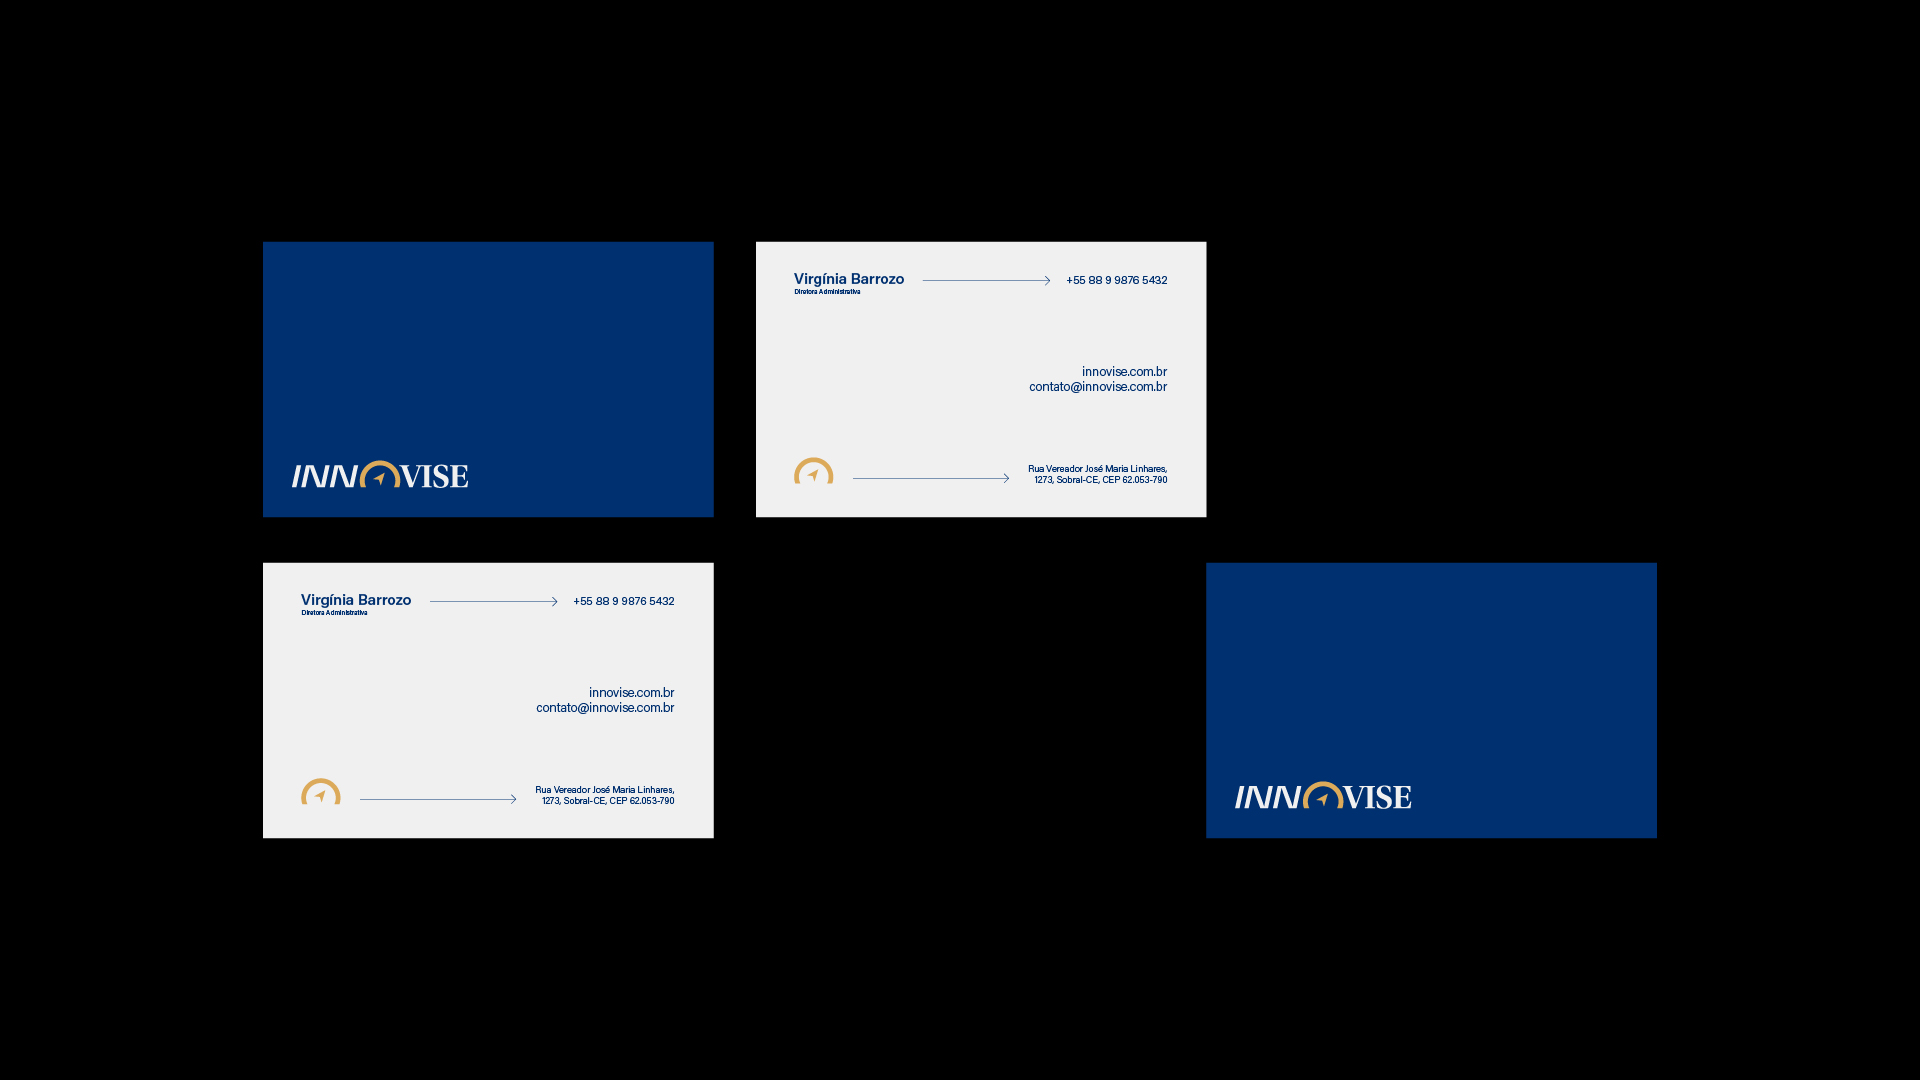 INNOVISE
Virgínia Barrozo
Diretora Administrativa
+55 88 9 9876 5432
innovise.com.br
contato@innovise.com.br
Rua Vereador José Maria Linhares,
1273, Sobral-CE, CEP 62.053-790
Virgínia Barrozo
Diretora Administrativa
+55 88 9 9876 5432
innovise.com.br
contato@innovise.com.br
Rua Vereador José Maria Linhares,
1273, Sobral-CE, CEP 62.053-790
INNOVISE